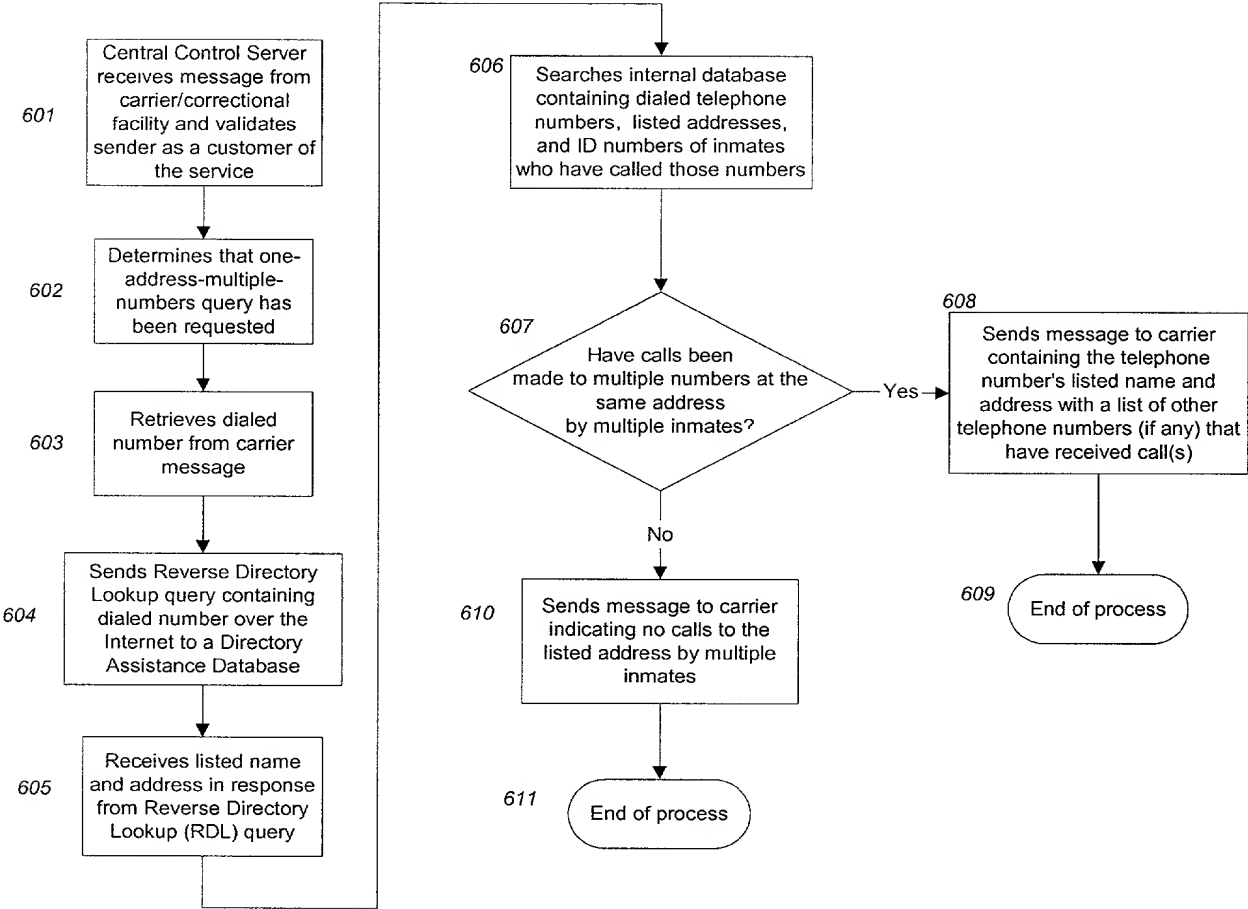 601
Central Control Server
receives message from
carrier/correctional
facility and validates
sender as a customer of
the service
602
Determines that one-
address-multiple-
numbers query has
been requested
603
Retrieves dialed
number from carrier
message
604
Sends Reverse Directory
Lookup query containing
dialed number over the
Internet to a Directory
Assistance Database
605
Receives listed name
and address in response
from Reverse Directory
Lookup (RDL) query
606
Searches internal database
containing dialed telephone
numbers, listed addresses,
and ID numbers of inmates
who have called those numbers
607
Have calls been
made to multiple numbers at the
same address
by multiple inmates?
Yes
608
Sends message to carrier
containing the telephone
number's listed name and
address with a list of other
telephone numbers (if any) that
have received call(s)
609
End of process
No
610
Sends message to carrier
indicating no calls to the
listed address by multiple
inmates
611
End of process